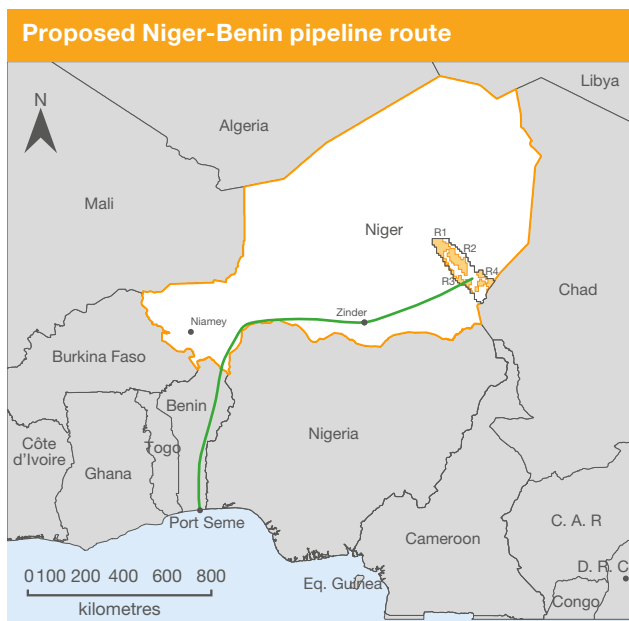 Proposed Niger-Benin pipeline route
Libya
N
Algeria
Mali
Niger
R1
R2
R3
R4
Chad
Zinder
Niamey
Burkina Faso
Benin
Nigeria
Côte
d'Ivoire
Togo
Ghana
Port Seme
C. A. R
Cameroon
D. R. C
Eq. Guinea
Congo
0 100 200 400 600 800
kilometres